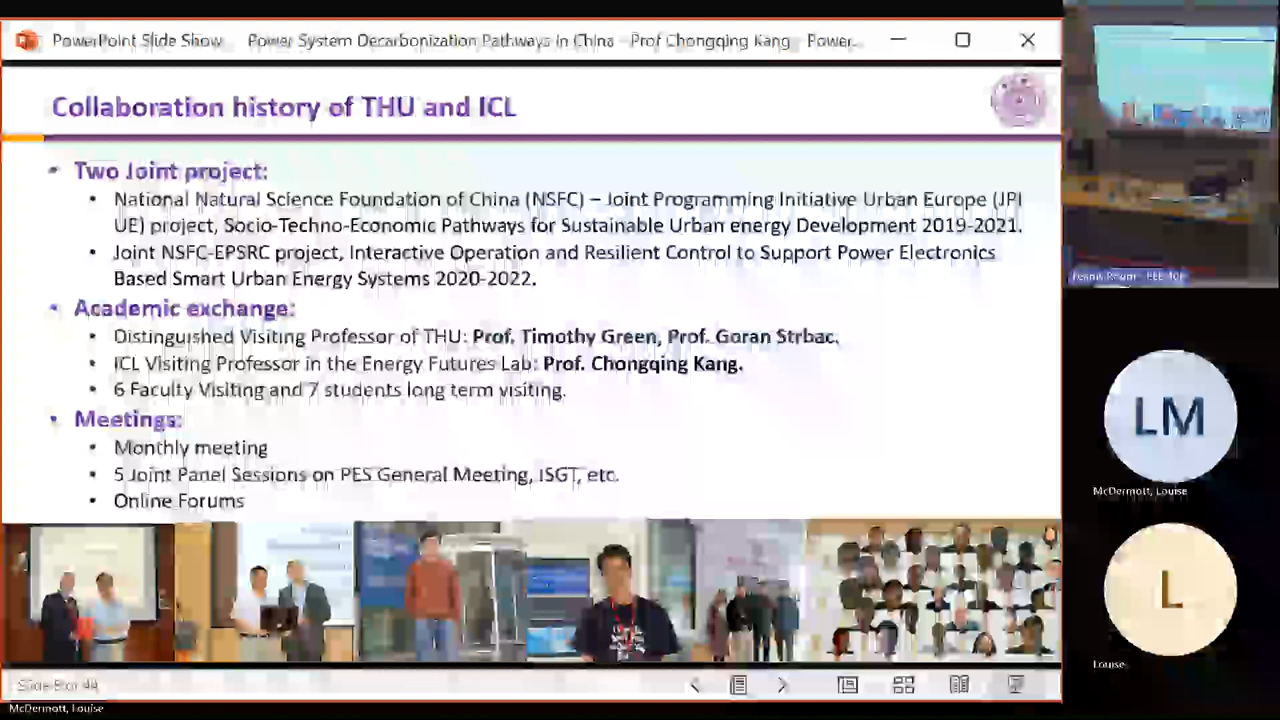 PowerPoint Slide Show Power System Decarbonization Pathways in China - Prof Chongqing Kang - Power...
Collaboration history of THU and ICL
• Two Joint project:
• National Natural Science Foundation of China (NSFC) – Joint Programming Initiative Urban Europe (JPI
UE) project, Socio-Techno-Economic Pathways for Sustainable Urban energy Development 2019-2021.
• Joint NSFC-EPSRC project, Interactive Operation and Resilient Control to Support Power Electronics
Based Smart Urban Energy Systems 2020-2022.
• Academic exchange:
• Distinguished Visiting Professor of THU: Prof. Timothy Green, Prof. Goran Strbac.
• ICL Visiting Professor in the Energy Futures Lab: Prof. Chongqing Kang.
• 6 Faculty Visiting and 7 students long term visiting.
• Meetings:
• Monthly meeting
• 5 Joint Panel Sessions on PES General Meeting, ISGT, etc.
• Online Forums
LM
McDermott, Louise
L
Louise
McDermott, Louise